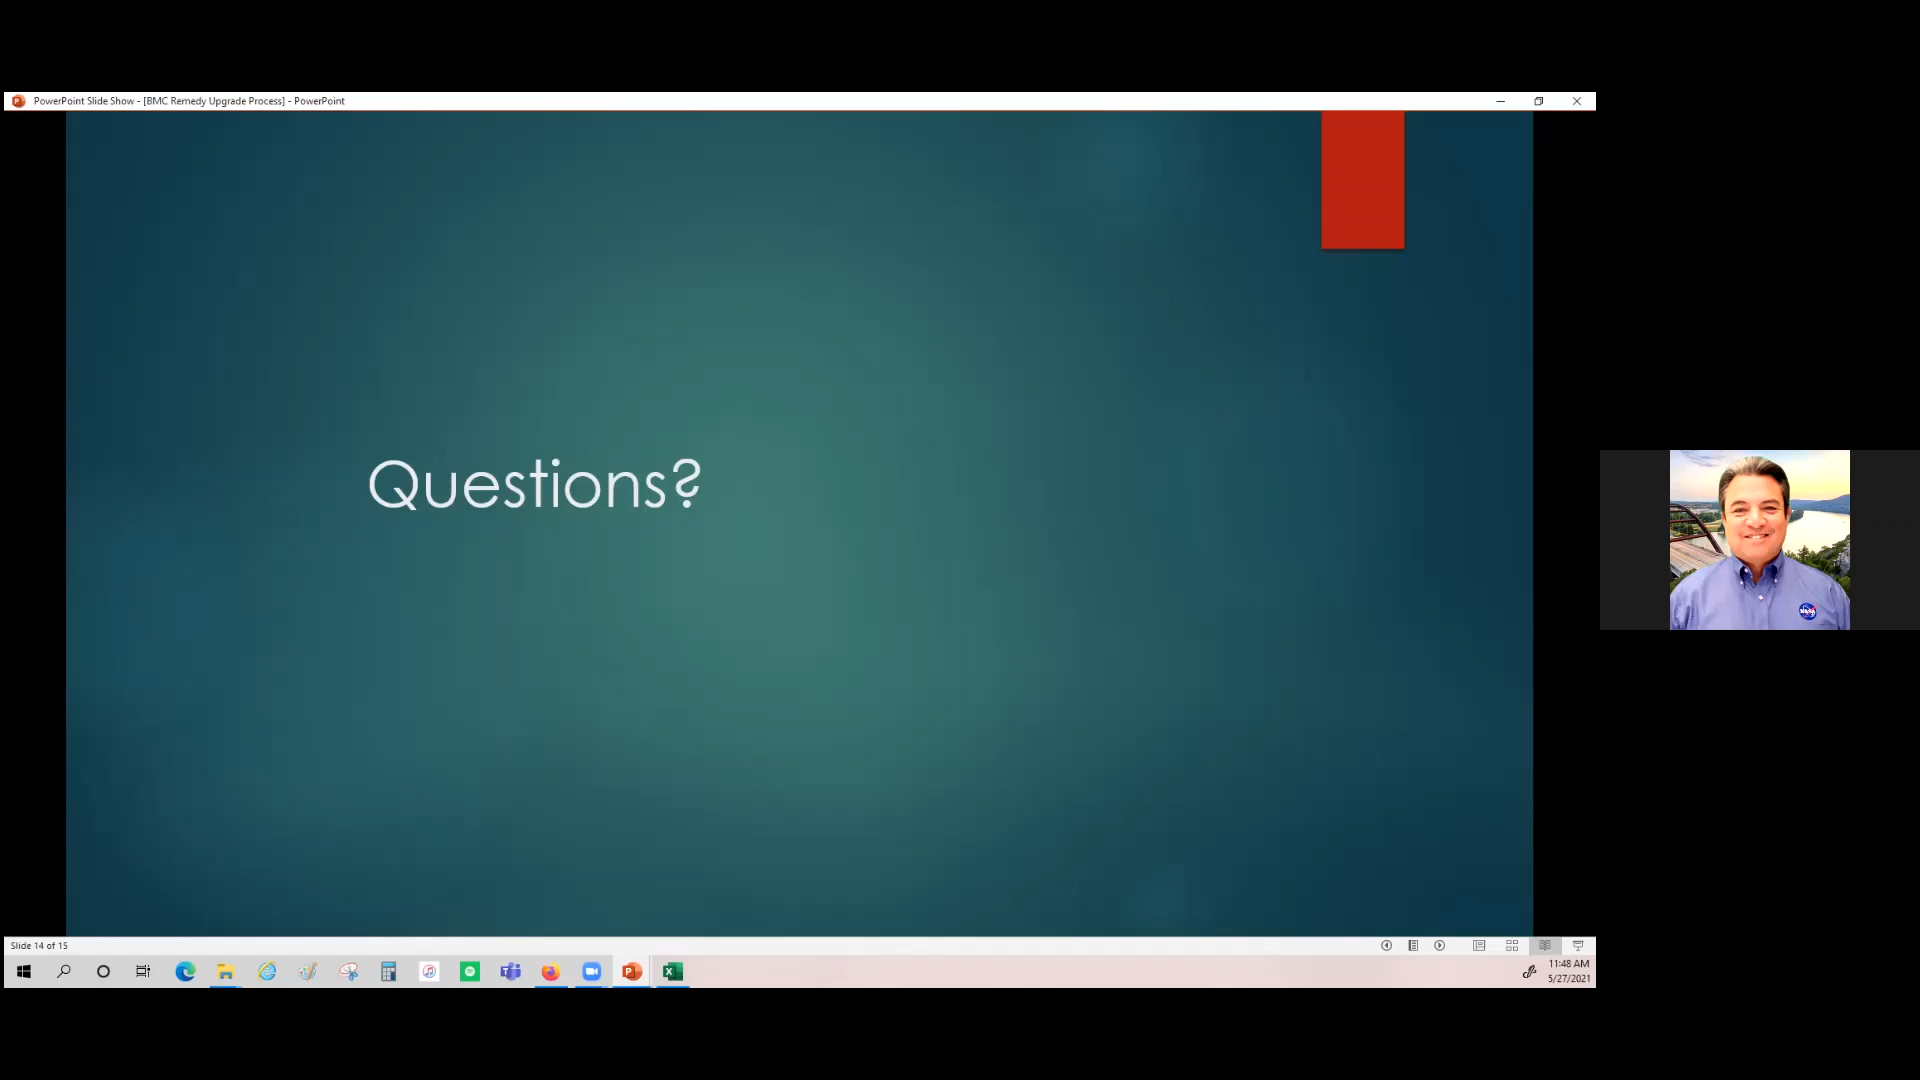 PowerPoint Slide Show - [BMC Remedy Upgrade Process] - PowerPoint
Questions?
NASA
Slide 14 of 15
11:48 AM
5/27/2021